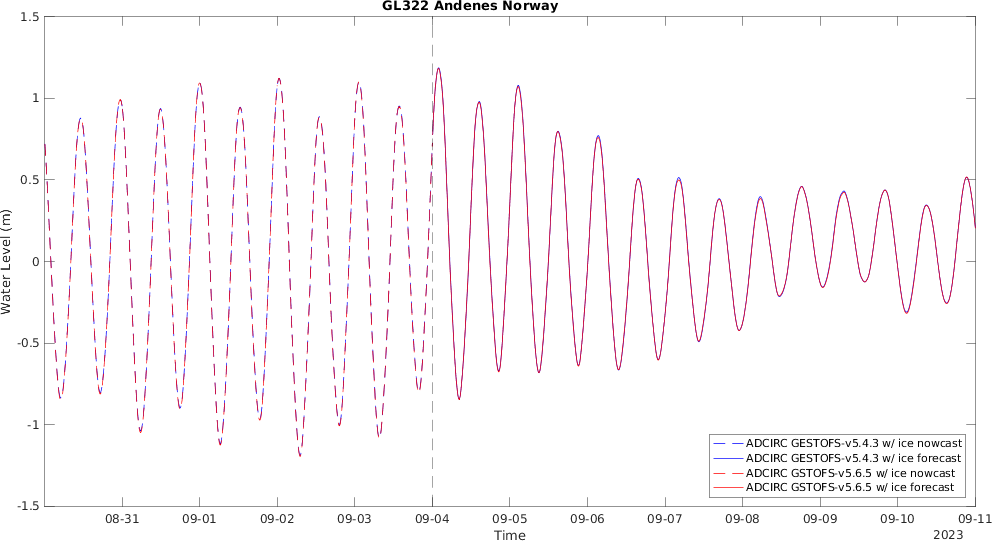 GL322 Andenes Norway
1.5
1
0.5
0
-0.5
-1
-1.5
Water Level (m)
08-31 09-01 09-02 09-03 09-04 09-05 09-06 09-07 09-08 09-09 09-10 09-11
Time
2023
ADCIRC GESTOFS-v5.4.3 w/ ice nowcast
ADCIRC GESTOFS-v5.4.3 w/ ice forecast
ADCIRC GSTOFS-v5.6.5 w/ ice nowcast
ADCIRC GSTOFS-v5.6.5 w/ ice forecast